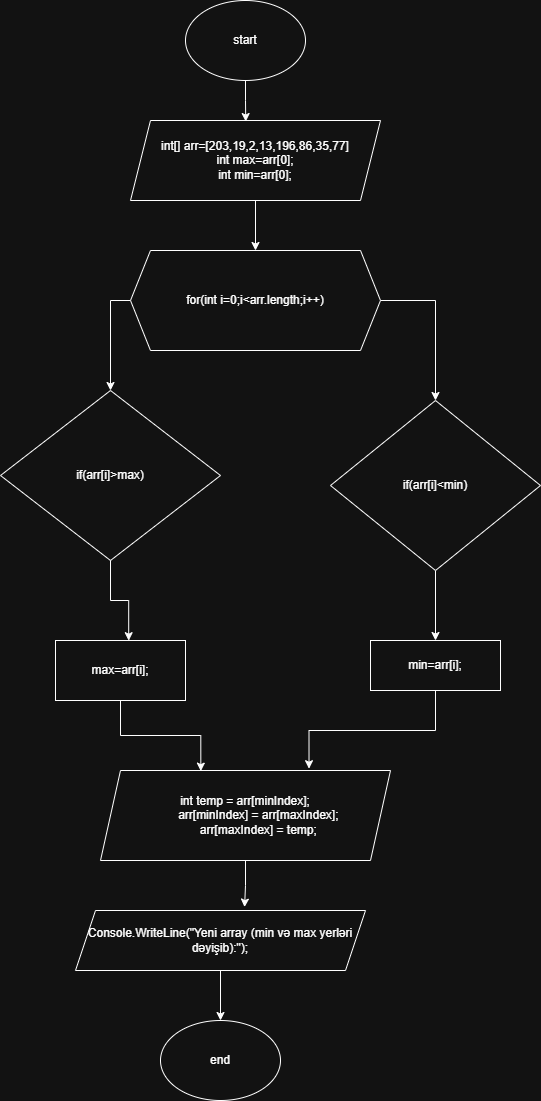 start
int[] arr=[203,19,2,13,196,86,35,77]
int max=arr[0];
int min=arr[0];
for(int i=0;i<arr.length;i++)
if(arr[i]>max)
if(arr[i]<min)
max=arr[i];
min=arr[i];
int temp = arr[minIndex];
arr[minIndex] = arr[maxIndex];
arr[maxIndex] = temp;
Console.WriteLine("Yeni array (min və max yerləri
dəyişib):");
end